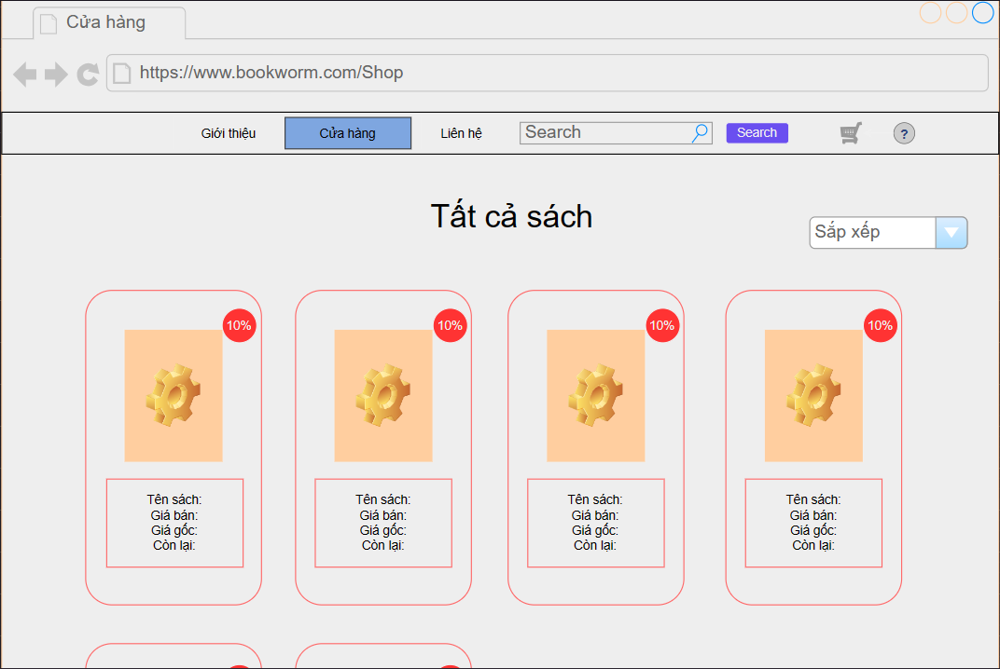 Cửa hàng
https://www.bookworm.com/Shop
Giới thiệu Cửa hàng Liên hệ Search Search ?
Tất cả sách
Sắp xếp
10% 10% 10% 10%
Tên sách: Tên sách: Tên sách: Tên sách:
Giá bán: Giá bán: Giá bán: Giá bán:
Giá gốc: Giá gốc: Giá gốc: Giá gốc:
Còn lại: Còn lại: Còn lại: Còn lại: